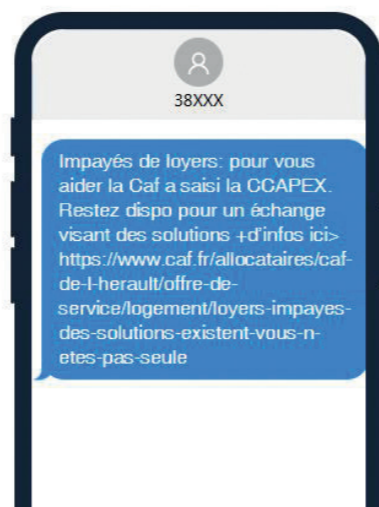 38XXX
Impayés de loyers: pour vous
aider la Caf a saisi la CCAPEX.
Restez dispo pour un échange
visant des solutions +d'infos ici>
https://www.caf.fr/allocataires/caf-
de-l-herault/offre-de-
service/logement/loyers-impayes-
des-solutions-existent-vous-n-
etes-pas-seule